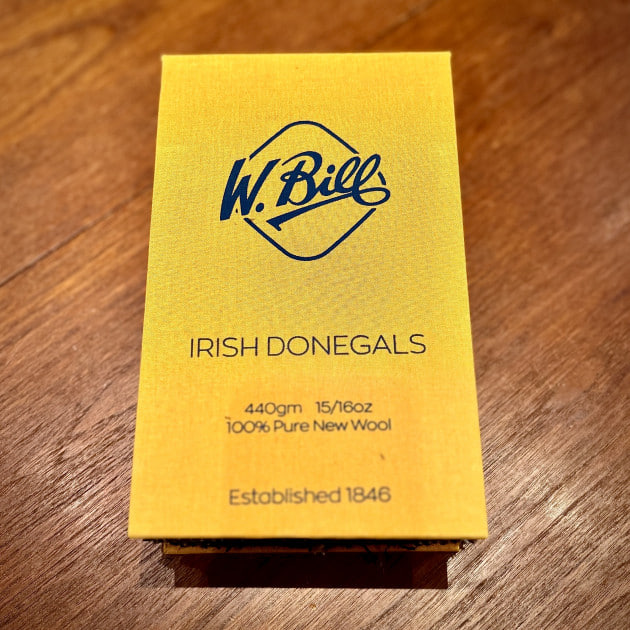 W. Bill
IRISH DONEGALS
440gm 15/16oz
100% Pure New Wool
Established 1846